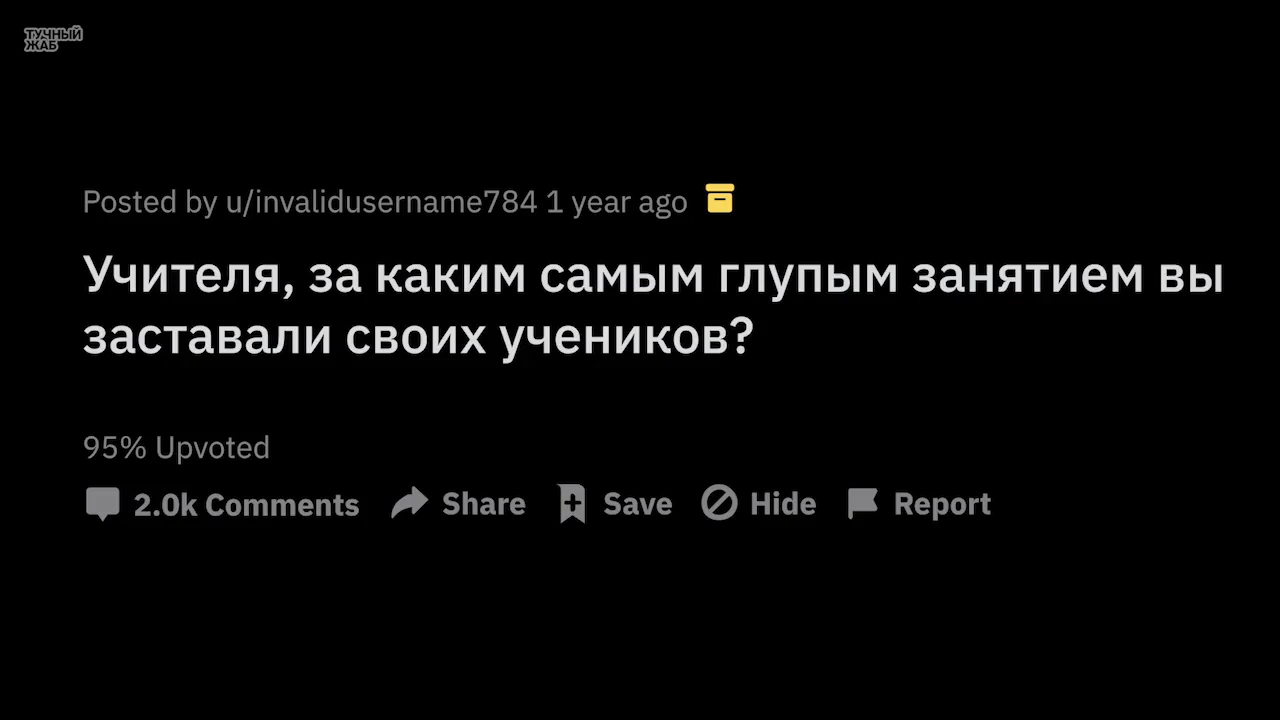 ТУЧНЫЙ
ЖАБ
Posted by u/invalidusername784 1 year ago
Учителя, за каким самым глупым занятием вы
заставали своих учеников?
95% Upvoted
2.0k Comments Share Save Hide Report